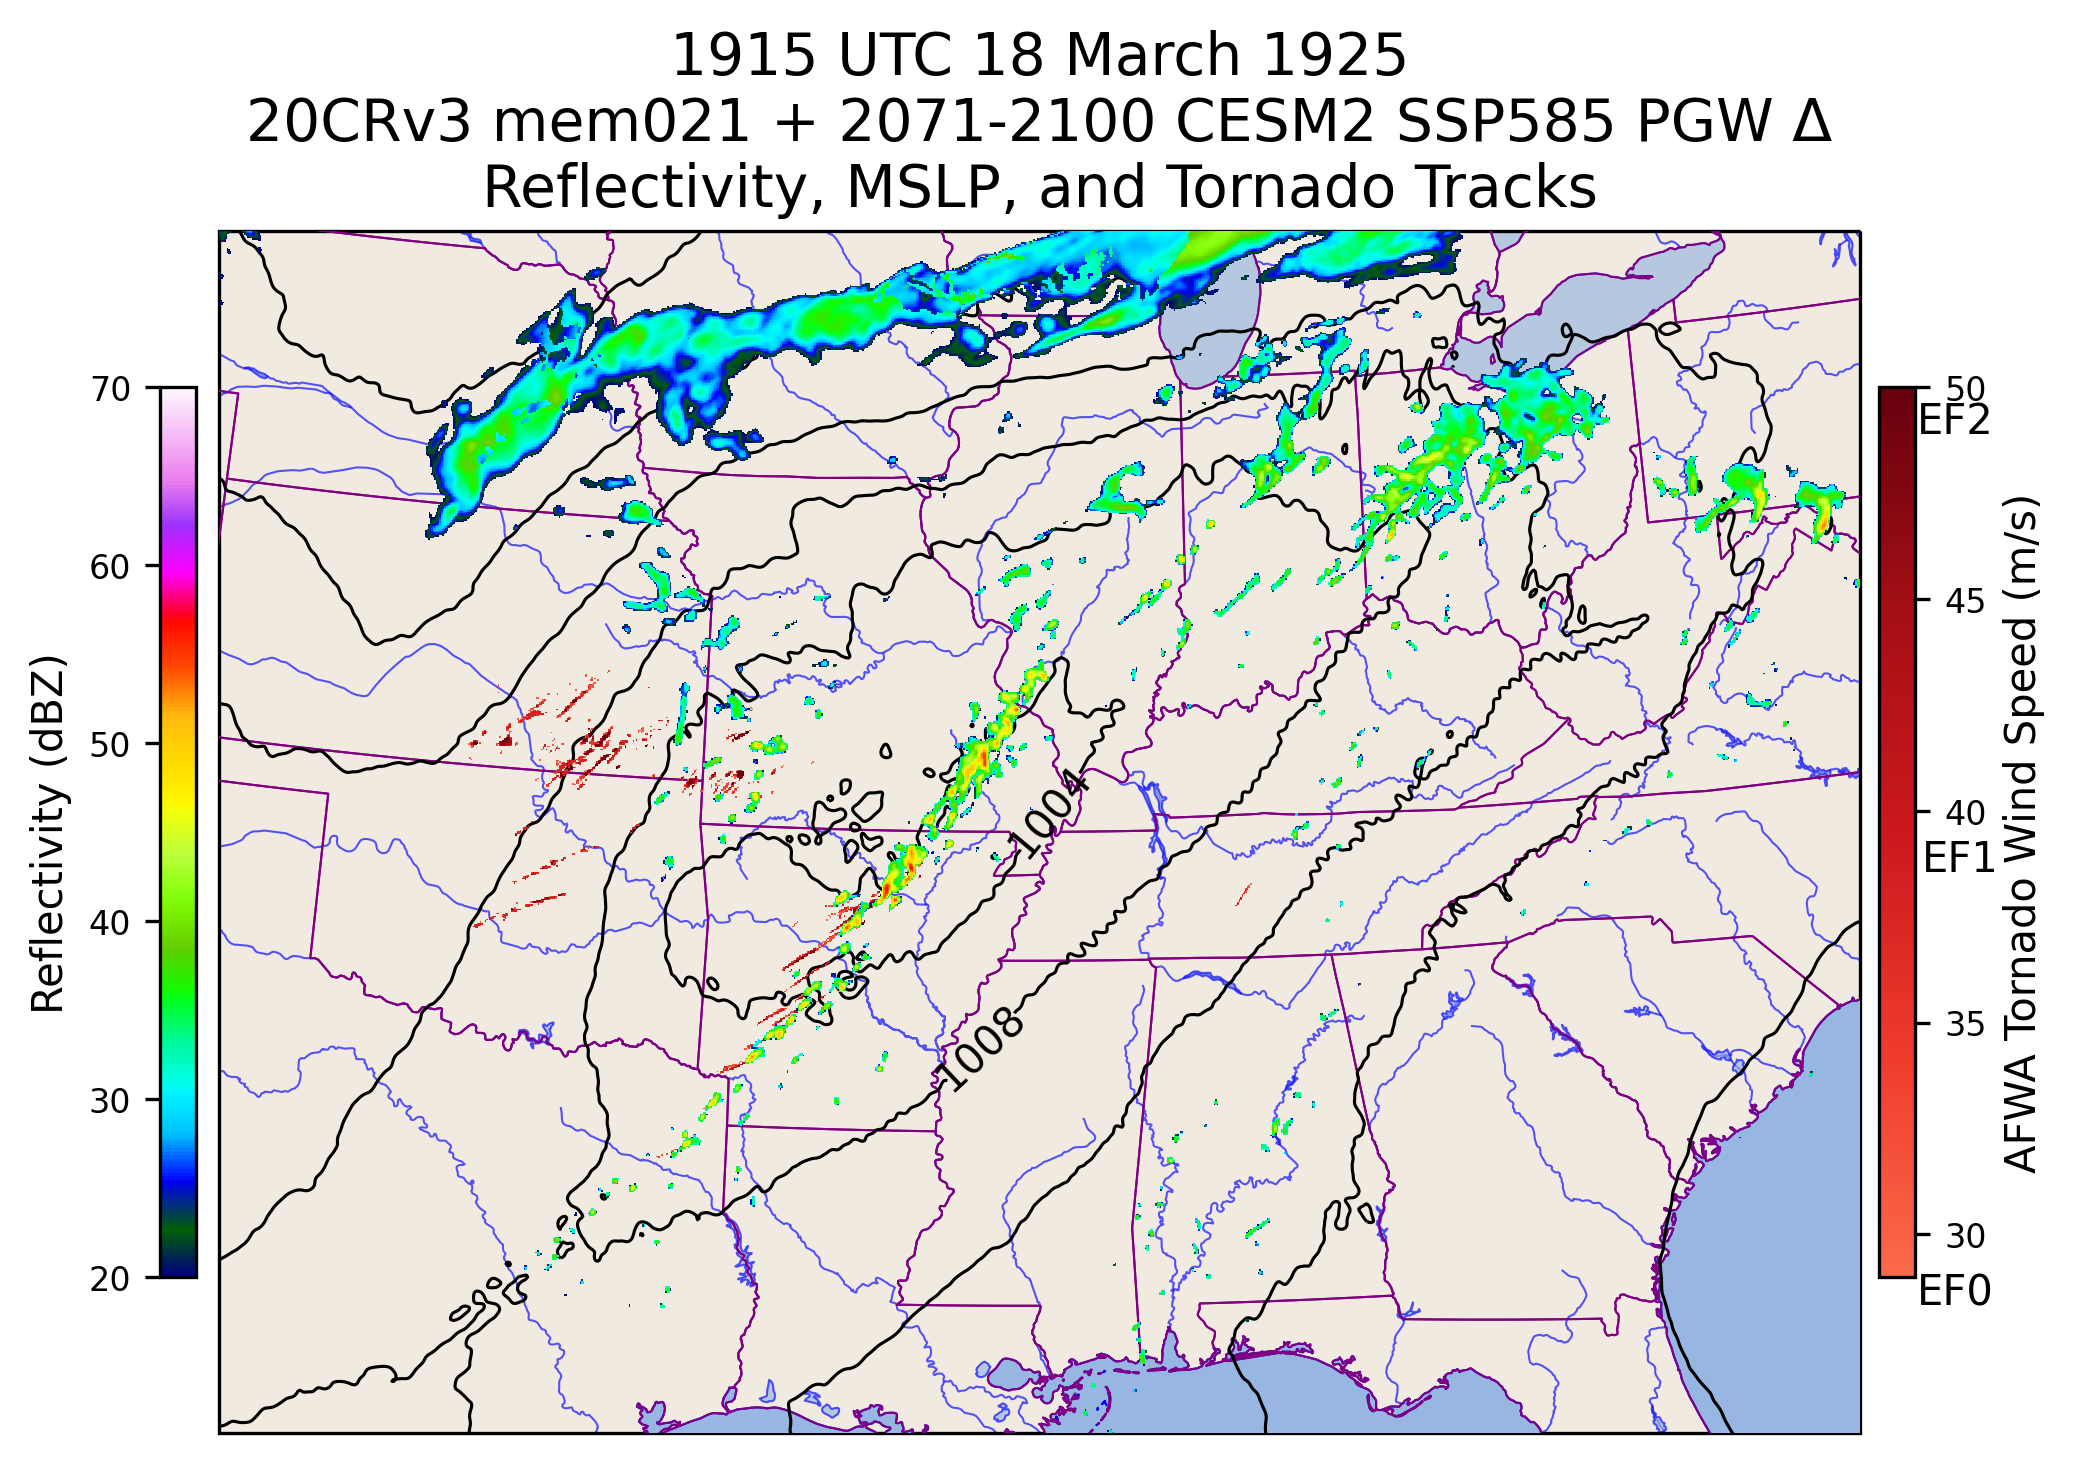 1915 UTC 18 March 1925
20CRv3 mem021 + 2071-2100 CESM2 SSP585 PGW Δ
Reflectivity, MSLP, and Tornado Tracks
70
60
50
40
30
20
Reflectivity (dBZ)
1004
1008
50
EF2
45
40
EF1
35
30
EF0
AFWA Tornado Wind Speed (m/s)